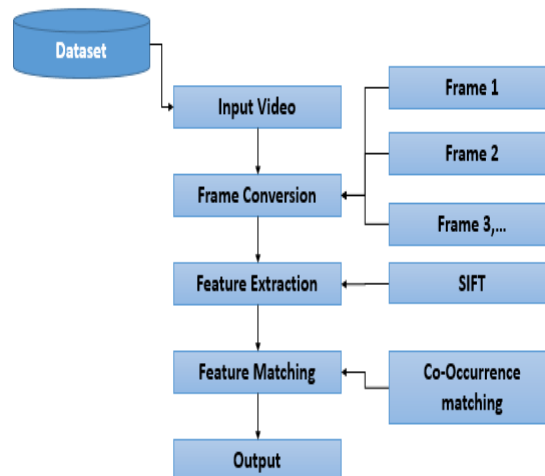 Dataset
Input Video
Frame 1
Frame 2
Frame Conversion
Frame 3,...
Feature Extraction
SIFT
Feature Matching
Co-Occurrence
matching
Output